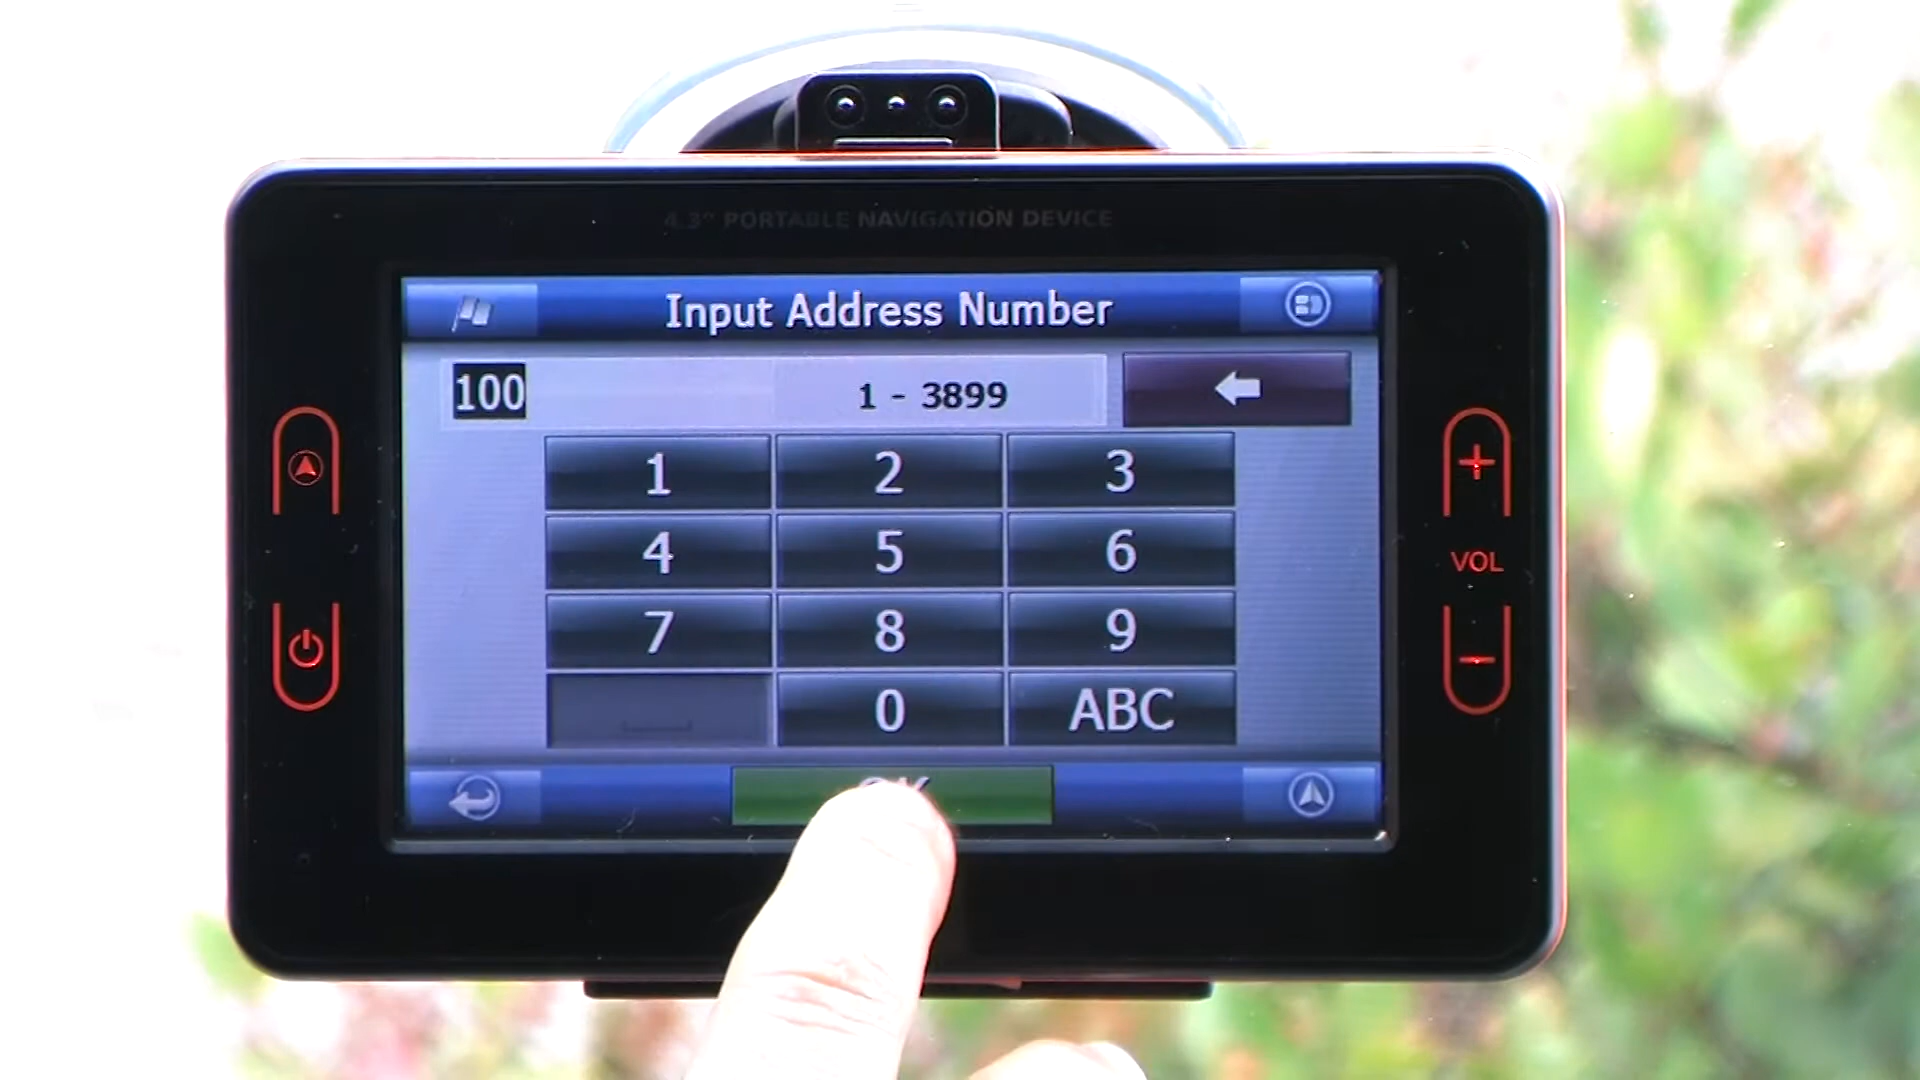 4.3" PORTABLE NAVIGATION DEVICE
Input Address Number
100 1 - 3899
1 2 3
4 5 6
7 8 9
0 ABC
OK
VOL